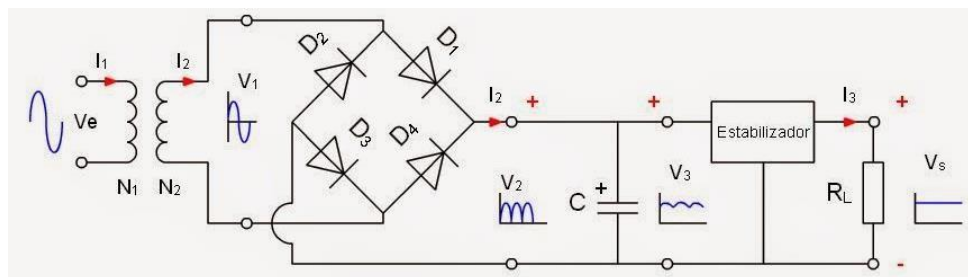 I1
I2
Ve
N1
N2
V1
D2
D1
D3
D4
I2
+
+
V2
C
+
V3
Estabilizador
I3
+
RL
Vs
-